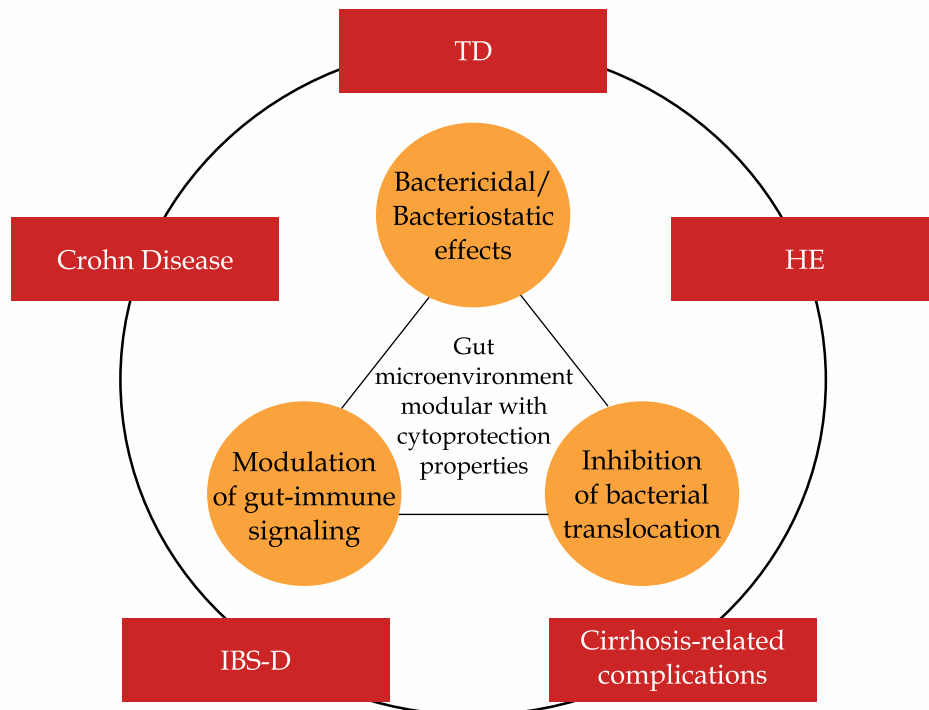 TD
Bactericidal/
Bacteriostatic
effects
Crohn Disease
HE
Gut
microenvironment
modular with
cytoprotection
properties
Modulation
of gut-immune
signaling
Inhibition
of bacterial
translocation
IBS-D
Cirrhosis-related
complications